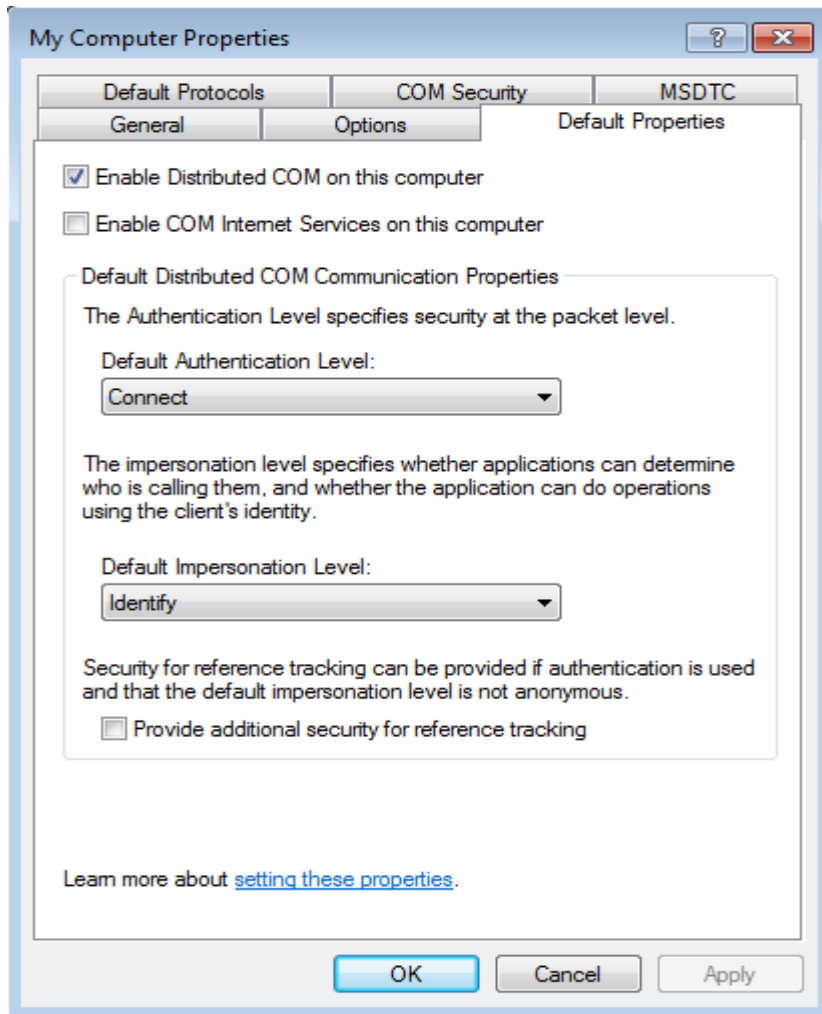 My Computer Properties
Default Protocols COM Security MSDTC
General Options Default Properties
Enable Distributed COM on this computer
Enable COM Internet Services on this computer
Default Distributed COM Communication Properties
The Authentication Level specifies security at the packet level.
Default Authentication Level:
Connect
The impersonation level specifies whether applications can determine
who is calling them, and whether the application can do operations
using the client's identity.
Default Impersonation Level:
Identify
Security for reference tracking can be provided if authentication is used
and that the default impersonation level is not anonymous.
Provide additional security for reference tracking
Learn more about setting these properties.
OK Cancel Apply